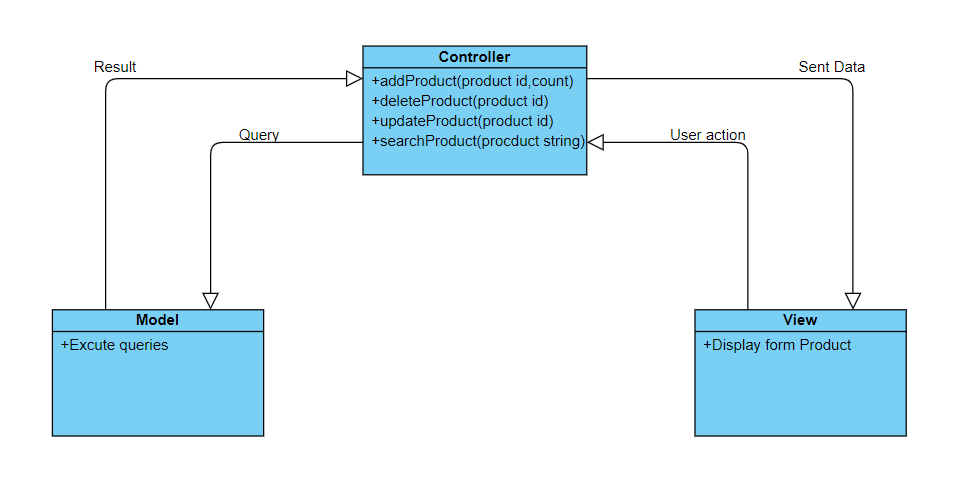 Controller
+addProduct(product id,count)
+deleteProduct(product id)
+updateProduct(product id)
+searchProduct(procduct string)
Result
Sent Data
Query
User action
Model
+Excute queries
View
+Display form Product